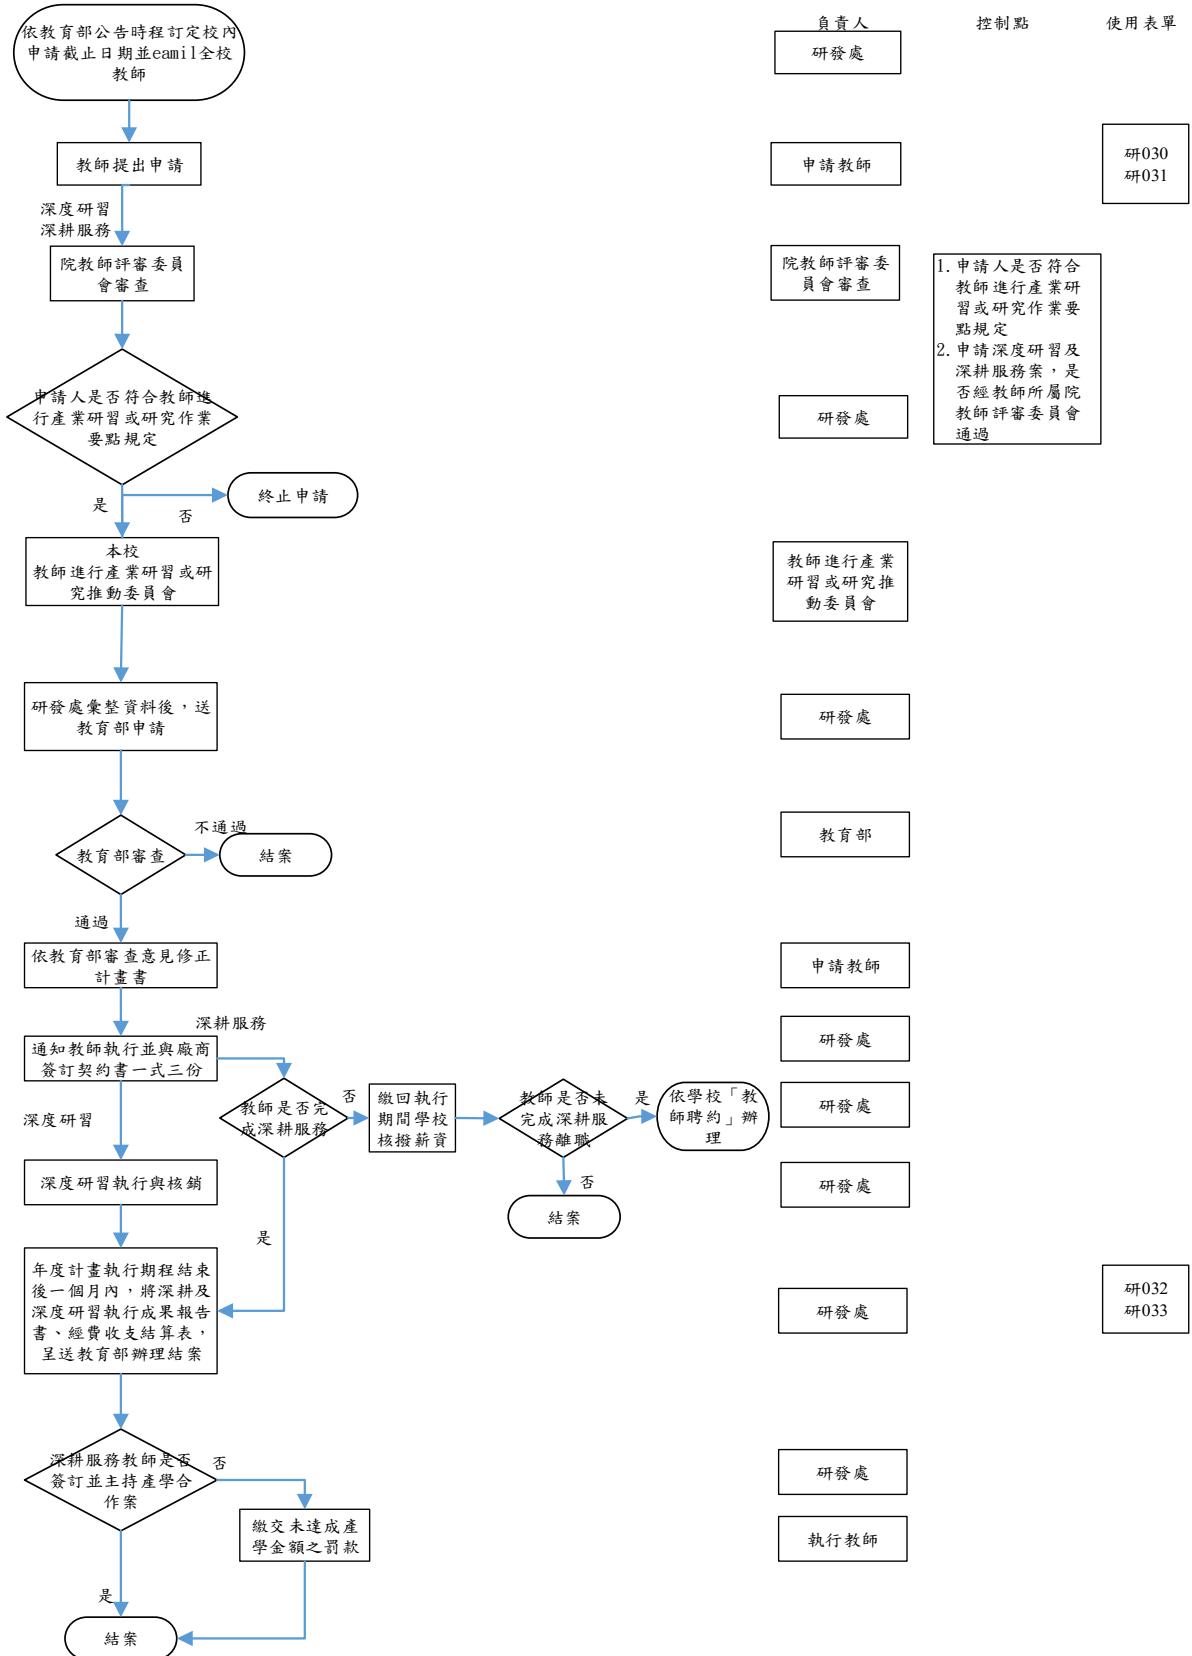 負責人
控制點
使用表單
依教育部公告時程訂定校內
申請截止日期並eamil全校
教師
研發處
教師提出申請
申請教師
研030
研031
深度研習
深耕服務
院教師評審委員
會審查
院教師評審委
員會審查
1. 申請人是否符合
教師進行產業研
習或研究作業要
點規定
2. 申請深度研習及
深耕服務案，是
否經教師所屬院
教師評審委員會
通過
申請人是否符合教師進
行產業研習或研究作業
要點規定
研發處
是
否
終止申請
本校
教師進行產業研習或研
究推動委員會
教師進行產業
研習或研究推
動委員會
研發處彙整資料後，送
教育部申請
研發處
教育部審查
不通過
結案
教育部
通過
依教育部審查意見修正
計畫書
申請教師
深耕服務
通知教師執行並與廠商
簽訂契約書一式三份
研發處
深度研習
教師是否完
成深耕服務
否
繳回執行
期間學校
核撥薪資
教師是否未
完成深耕服
務離職
是
依學校「教
師聘約」辦
理
研發處
否
結案
深度研習執行與核銷
研發處
是
年度計畫執行期程結束
後一個月內，將深耕及
深度研習執行成果報告
書、經費收支結算表，
呈送教育部辦理結案
研發處
研032
研033
深耕服務教師是否
簽訂並主持產學合
作案
否
研發處
繳交未達成產
學金額之罰款
執行教師
是
結案